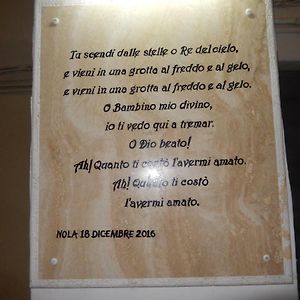 Tu scendi dalle stelle o Re del cielo,
e vieni in una grotta al freddo e al gelo,
e vieni in una grotta al freddo e al gelo.
O Bambino mio divino,
io ti vedo qui a tremar.
O Dio beato!
Ah! Quanto ti costò l'avermi amato.
Ah! Quanto ti costò
l'avermi amato.
NOLA 18 DICEMBRE 2016